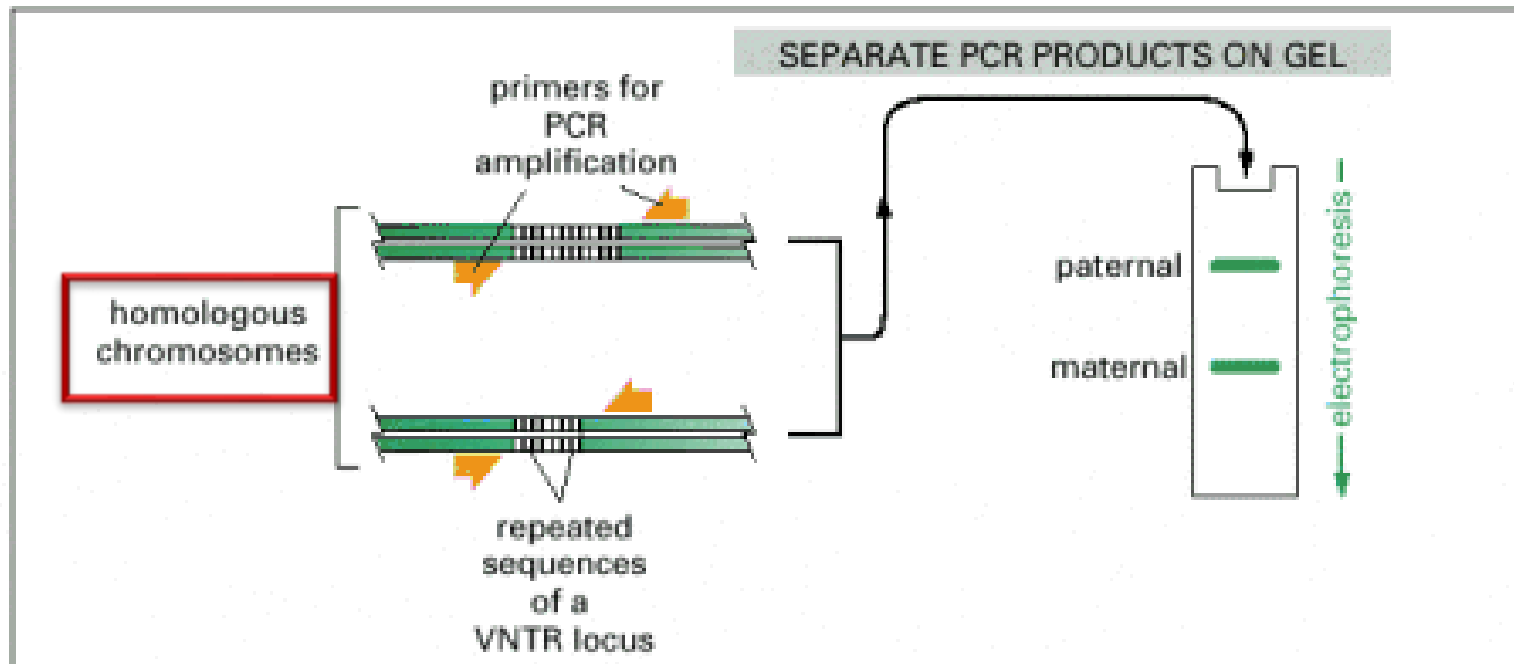 SEPARATE PCR PRODUCTS ON GEL
primers for
PCR
amplification
homologous
chromosomes
repeated
sequences
of a
VNTR locus
paternal
maternal
electrophoresis